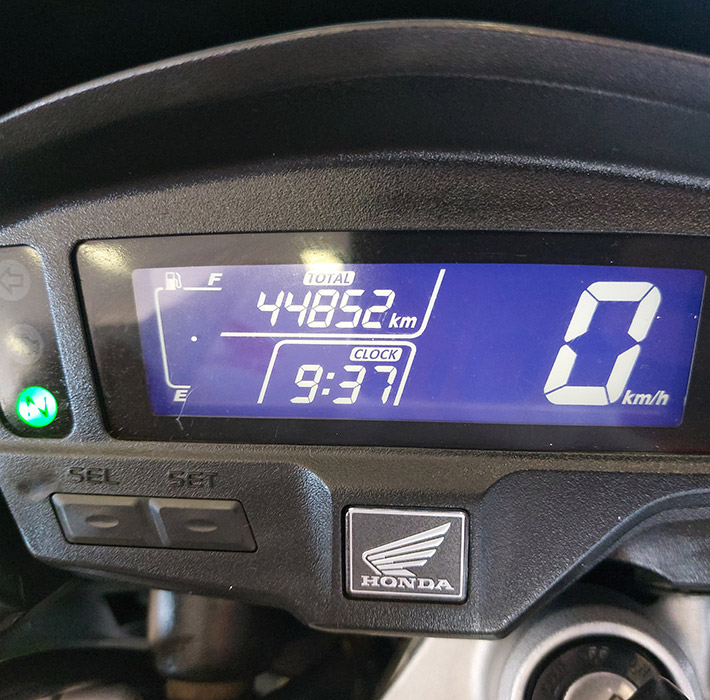 F
TOTAL
44852 km
CLOCK
E
9:37
0 km/h
N
SEL SET
HONDA